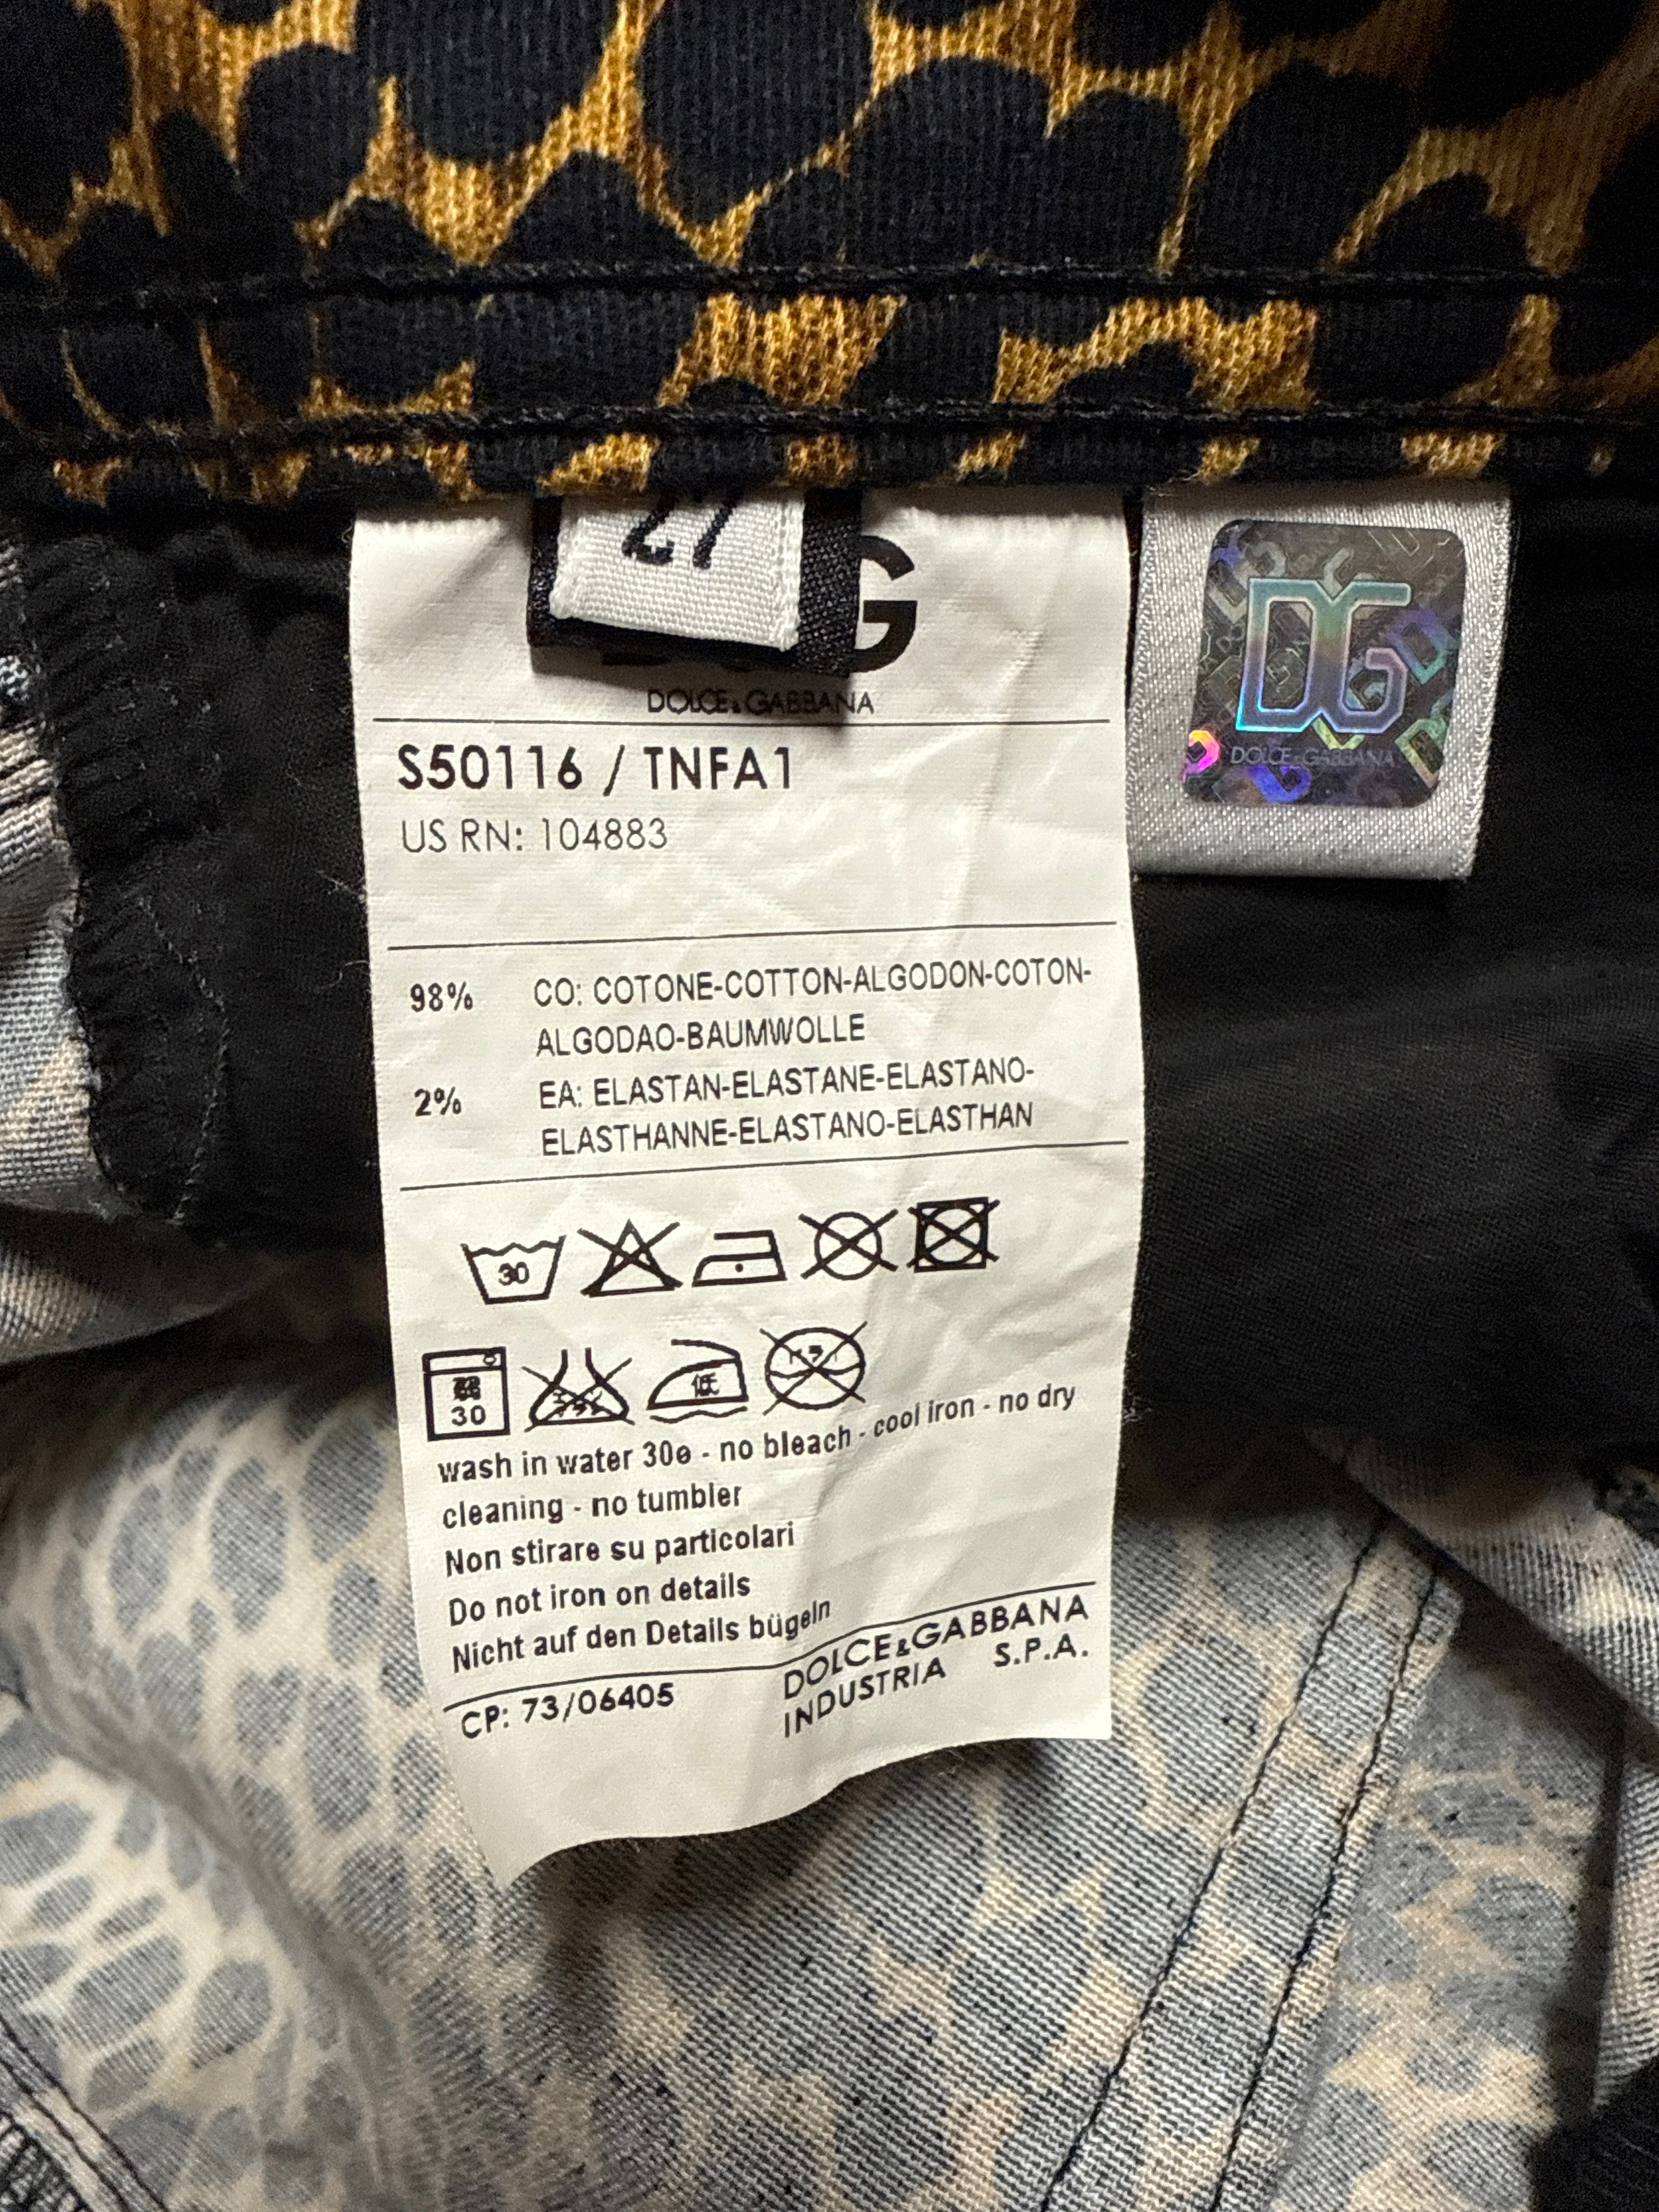 27
G
DOLCE&GABBANA
S50116 / TNFA1
US RN: 104883
98% CO: COTONE-COTTON-ALGODON-COTON-
ALGODAO-BAUMWOLLE
2% EA: ELASTAN-ELASTANE-ELASTANO-
ELASTHANNE-ELASTANO-ELASTHAN
30
30
低
wash in water 30e - no bleach - cool iron - no dry
cleaning - no tumbler
Non stirare su particolari
Do not iron on details
Nicht auf den Details bügeln
CP: 73/06405
DOLCE&GABBANA
INDUSTRIA S.P.A.
DG
DOLCE&GABBANA